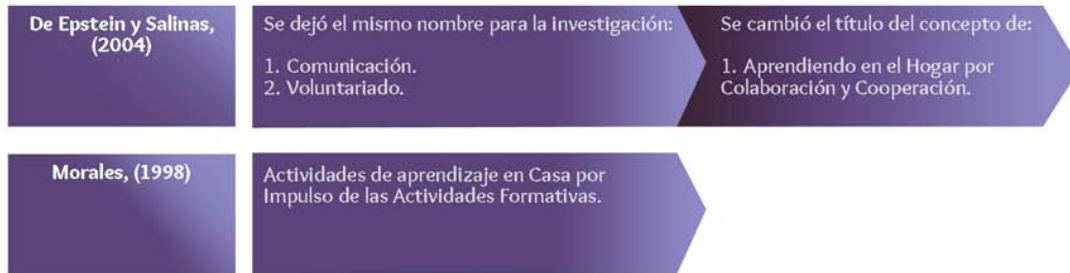 De Epstein y Salinas,
(2004)
Se dejó el mismo nombre para la investigación:
1. Comunicación.
2. Voluntariado.
Se cambió el título del concepto de:
1. Aprendiendo en el Hogar por
Colaboración y Cooperación.
Morales, (1998)
Actividades de aprendizaje en Casa por
Impulso de las Actividades Formativas.